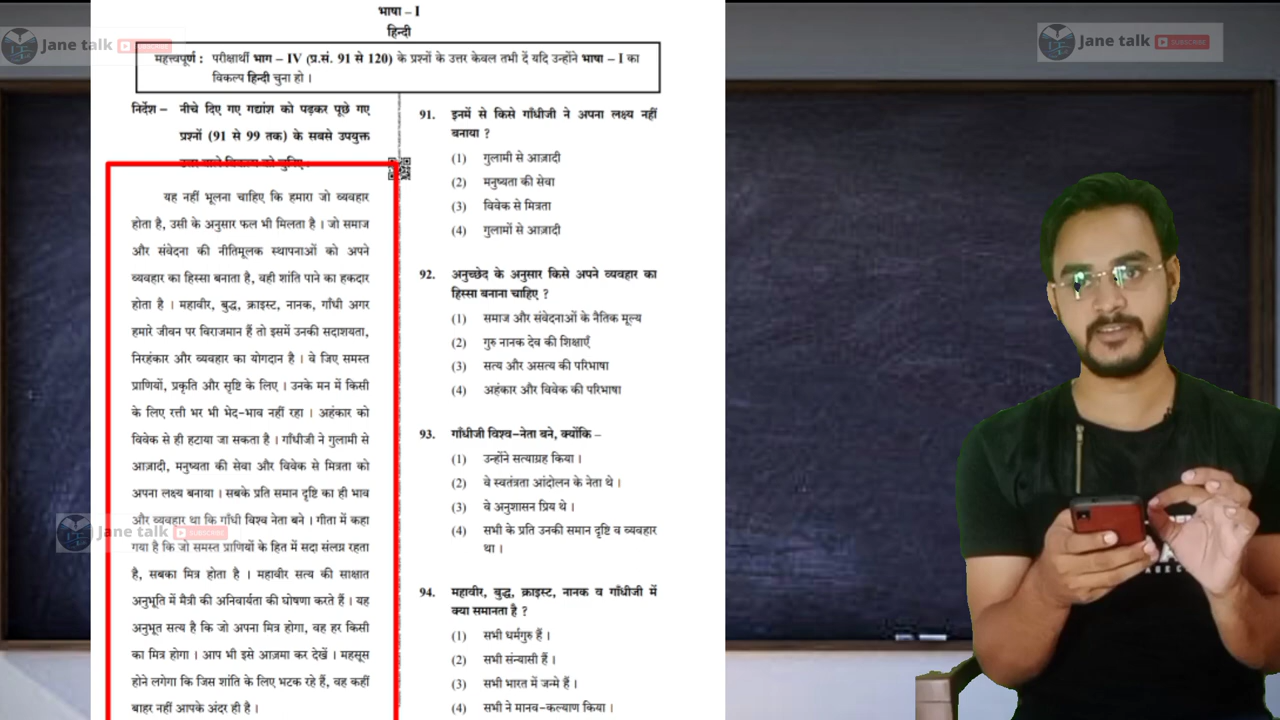 भाषा – I
हिन्दी
Jane talk SUBSCRIBE
Jane talk SUBSCRIBE
महत्त्वपूर्ण : परीक्षार्थी भाग – IV (प्र.सं. 91 से 120) के प्रश्नों के उत्तर केवल तभी दें यदि उन्होंने भाषा – I का
विकल्प हिन्दी चुना हो ।
निर्देश – नीचे दिए गए गद्यांश को पढ़कर पूछे गए
प्रश्नों (91 से 99 तक) के सबसे उपयुक्त
उत्तर वाले विकल्प को चुनिए ।
यह नहीं भूलना चाहिए कि हमारा जो व्यवहार
होता है, उसी के अनुसार फल भी मिलता है । जो समाज
और संवेदना की नीतिमूलक स्थापनाओं को अपने
व्यवहार का हिस्सा बनाता है, वही शांति पाने का हकदार
होता है । महावीर, बुद्ध, क्राइस्ट, नानक, गाँधी अगर
हमारे जीवन पर विराजमान हैं तो इसमें उनकी सदाशयता,
निरहंकार और व्यवहार का योगदान है । वे जिए समस्त
प्राणियों, प्रकृति और सृष्टि के लिए । उनके मन में किसी
के लिए रत्ती भर भी भेद-भाव नहीं रहा । अहंकार को
विवेक से ही हटाया जा सकता है । गाँधीजी ने गुलामी से
आज़ादी, मनुष्यता की सेवा और विवेक से मित्रता को
अपना लक्ष्य बनाया । सबके प्रति समान दृष्टि का ही भाव
और व्यवहार था कि गाँधी विश्व नेता बने । गीता में कहा
Jane talk SUBSCRIBE
गया है कि जो समस्त प्राणियों के हित में सदा संलग्न रहता
है, सबका मित्र होता है । महावीर सत्य की साक्षात
अनुभूति में मैत्री की अनिवार्यता की घोषणा करते हैं । यह
अनुभूत सत्य है कि जो अपना मित्र होगा, वह हर किसी
का मित्र होगा । आप भी इसे आज़मा कर देखें । महसूस
होने लगेगा कि जिस शांति के लिए भटक रहे हैं, वह कहीं
बाहर नहीं आपके अंदर ही है ।
91. इनमें से किसे गाँधीजी ने अपना लक्ष्य नहीं
बनाया ?
(1) गुलामी से आज़ादी
(2) मनुष्यता की सेवा
(3) विवेक से मित्रता
(4) गुलामों से आज़ादी
92. अनुच्छेद के अनुसार किसे अपने व्यवहार का
हिस्सा बनाना चाहिए ?
(1) समाज और संवेदनाओं के नैतिक मूल्य
(2) गुरु नानक देव की शिक्षाएँ
(3) सत्य और असत्य की परिभाषा
(4) अहंकार और विवेक की परिभाषा
93. गाँधीजी विश्व-नेता बने, क्योंकि –
(1) उन्होंने सत्याग्रह किया ।
(2) वे स्वतंत्रता आंदोलन के नेता थे ।
(3) वे अनुशासन प्रिय थे ।
(4) सभी के प्रति उनकी समान दृष्टि व व्यवहार
था ।
94. महावीर, बुद्ध, क्राइस्ट, नानक व गाँधीजी में
क्या समानता है ?
(1) सभी धर्मगुरु हैं ।
(2) सभी संन्यासी हैं ।
(3) सभी भारत में जन्मे हैं ।
(4) सभी ने मानव-कल्याण किया ।